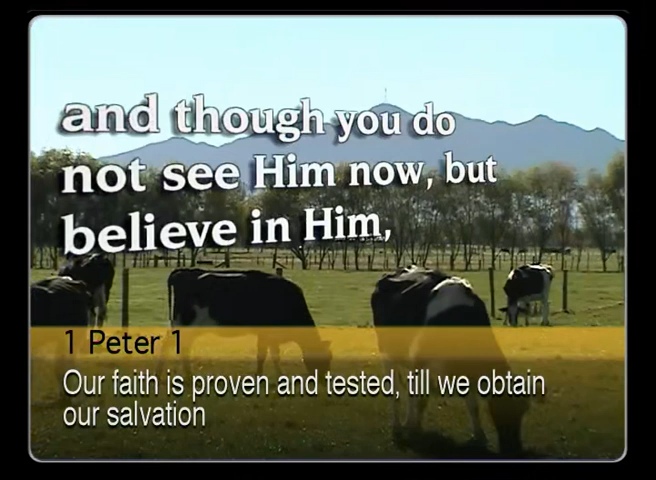 and though you do
not see Him now, but
believe in Him,
1 Peter 1
Our faith is proven and tested, till we obtain
our salvation